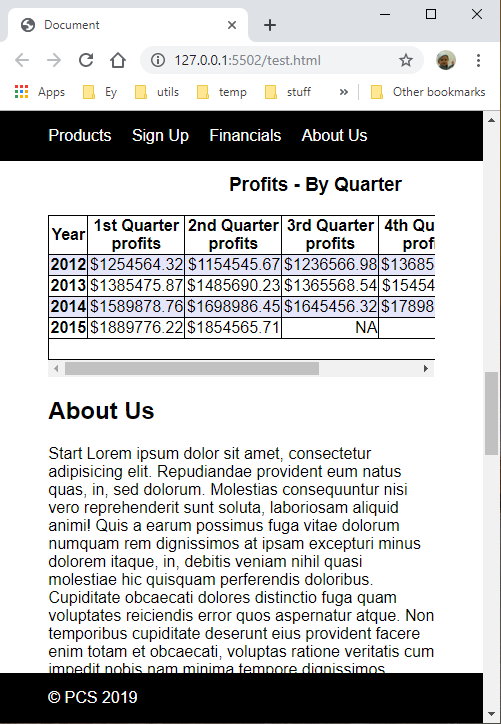 Document
127.0.0.1:5502/test.html
Apps Ey utils temp stuff » Other bookmarks
Products Sign Up Financials About Us
Profits - By Quarter
Year 1st Quarter profits 2nd Quarter profits 3rd Quarter profits 4th
2012 $1254564.32 $1154545.67 $1236566.98 $13685
2013 $1385475.87 $1485690.23 $1365568.54 $15454
2014 $1589878.76 $1698986.45 $1645456.32 $17898
2015 $1889776.22 $1854565.71 NA
About Us
Start Lorem ipsum dolor sit amet, consectetur
adipisicing elit. Repudiandae provident eum natus
quas, in, sed dolorum. Molestias consequuntur nisi
vero reprehenderit sunt soluta, laboriosam aliquid
animi! Quis a earum possimus fuga vitae dolorum
numquam rem dignissimos at ipsam excepturi minus
dolorem itaque, in, debitis veniam nihil quasi
molestiae hic quisquam perferendis doloribus.
Cupiditate obcaecati dolores distinctio fuga quam
voluptates reiciendis error quos aspernatur atque. Non
temporibus cupiditate deserunt eius provident facere
enim totam et obcaecati, voluptas ratione veritatis cum
impedit nobis nam minima tempore dignissimos
© PCS 2019